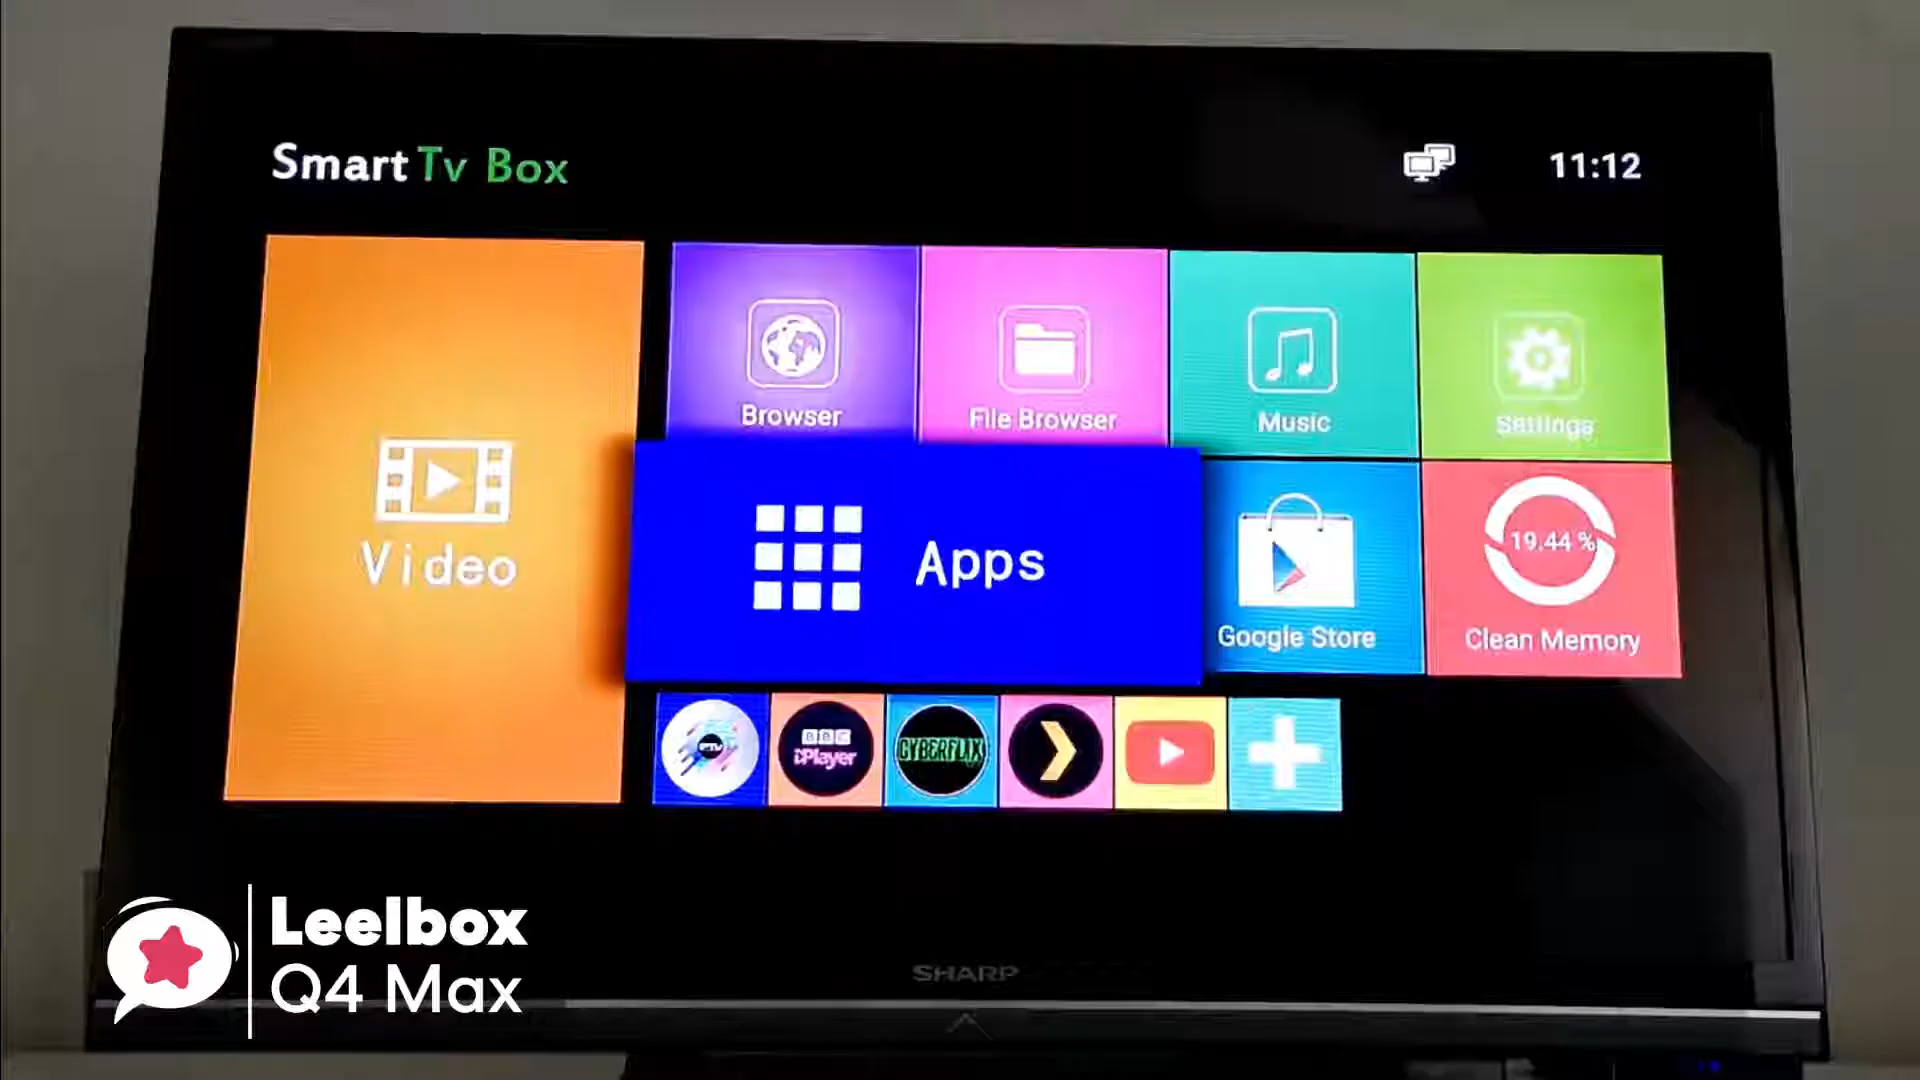 Smart Tv Box
11:12
Browser
File Browser
Music
Settings
Video
Apps
Google Store
19.44 %
Clean Memory
IPTV
BBC
iPlayer
CYBERFLIX
Leelbox
Q4 Max
SHARP